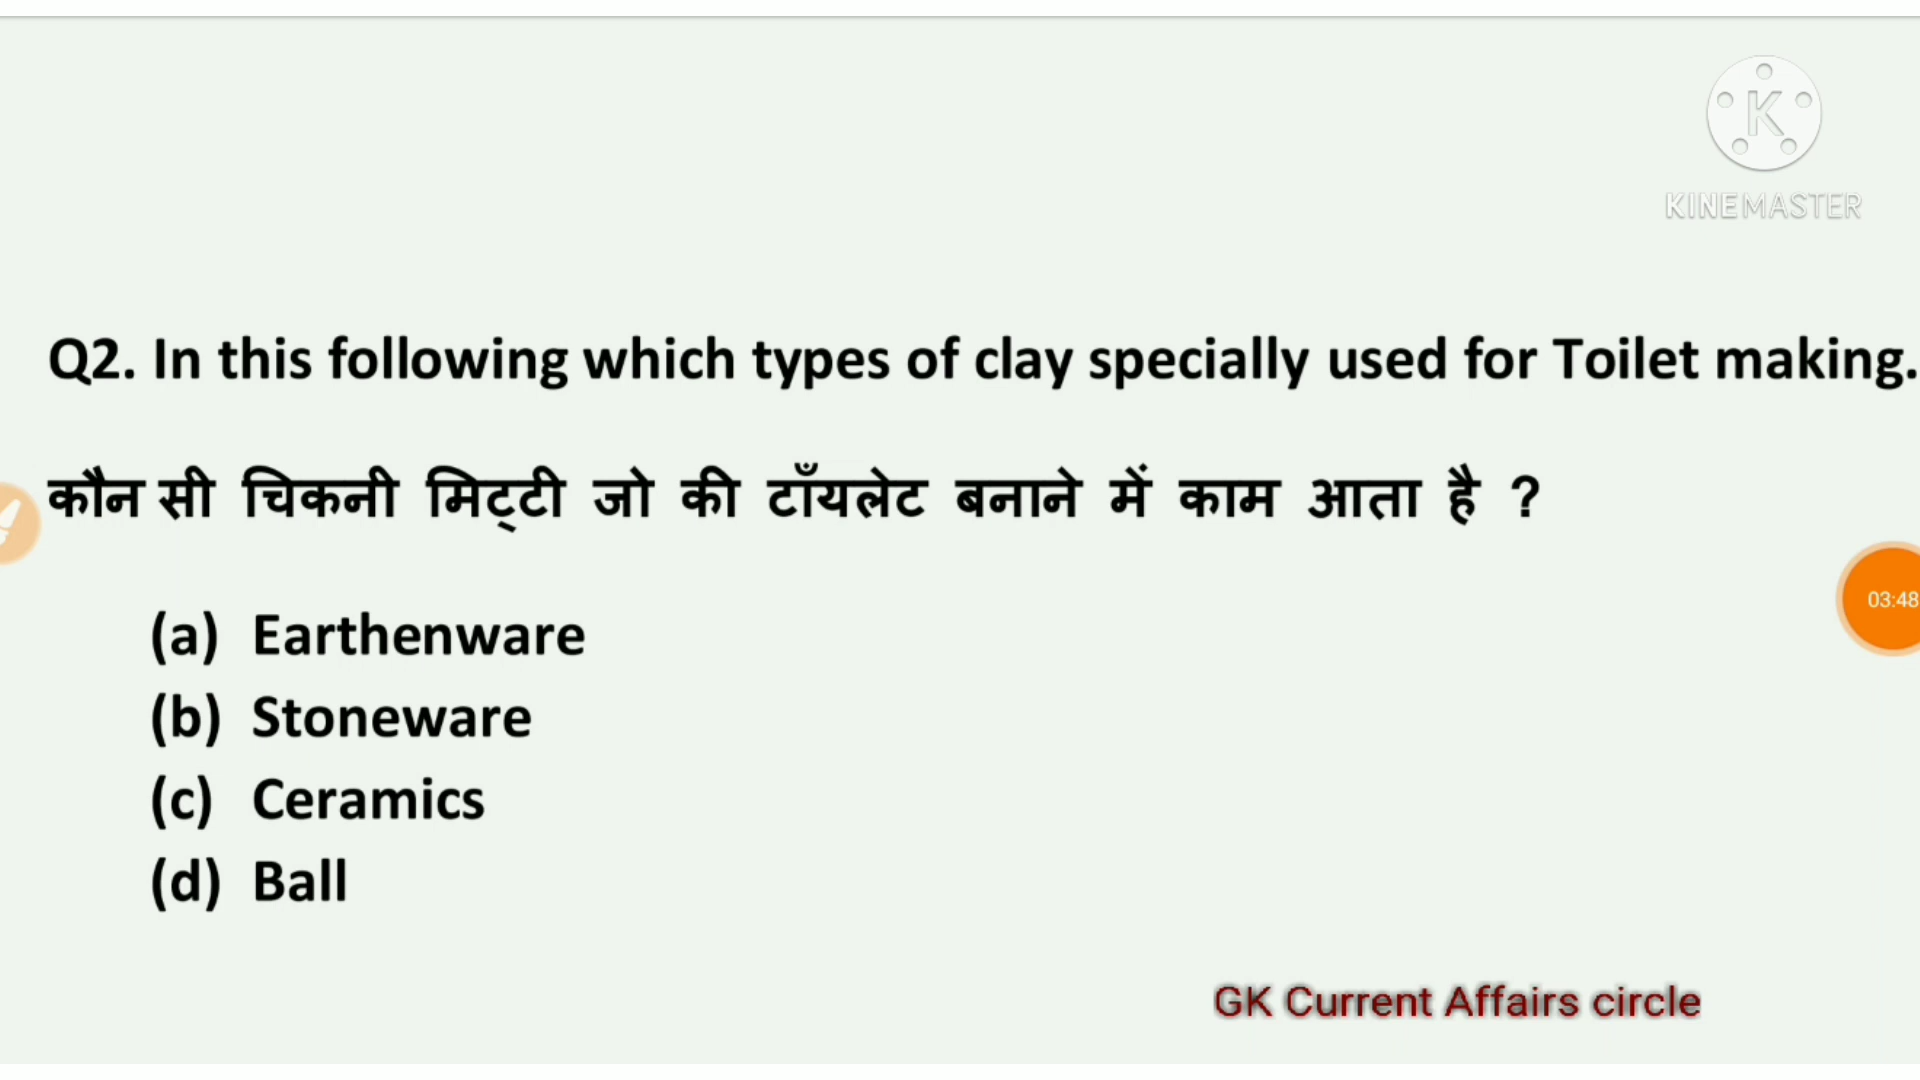 K
KINEMASTER
Q2. In this following which types of clay specially used for Toilet making.
कौन सी चिकनी मिट्टी जो की टाँयलेट बनाने में काम आता है ?
03:48
(a) Earthenware
(b) Stoneware
(c) Ceramics
(d) Ball
GK Current Affairs circle